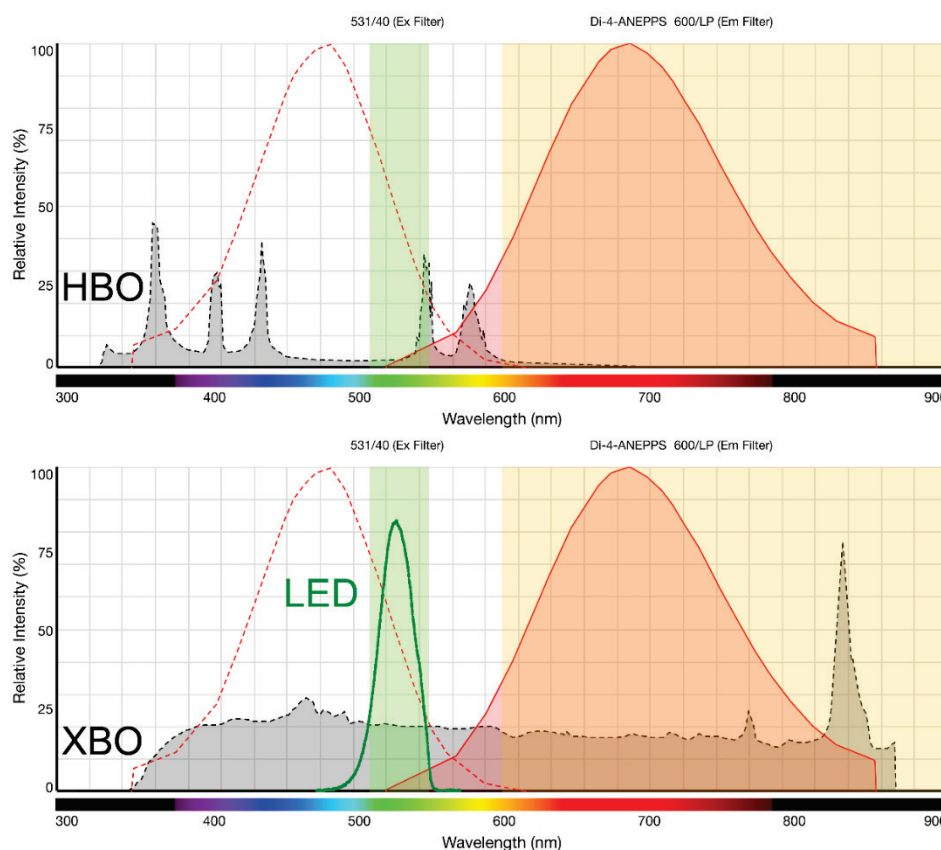 531/40 (Ex Filter) Di-4-ANEPPS 600/LP (Em Filter)
100
75
50
25
0
Relative Intensity (%)
HBO
300 400 500 600 700 800 900
Wavelength (nm)
531/40 (Ex Filter) Di-4-ANEPPS 600/LP (Em Filter)
100
75
50
25
0
Relative Intensity (%)
LED
XBO
300 400 500 600 700 800 900
Wavelength (nm)